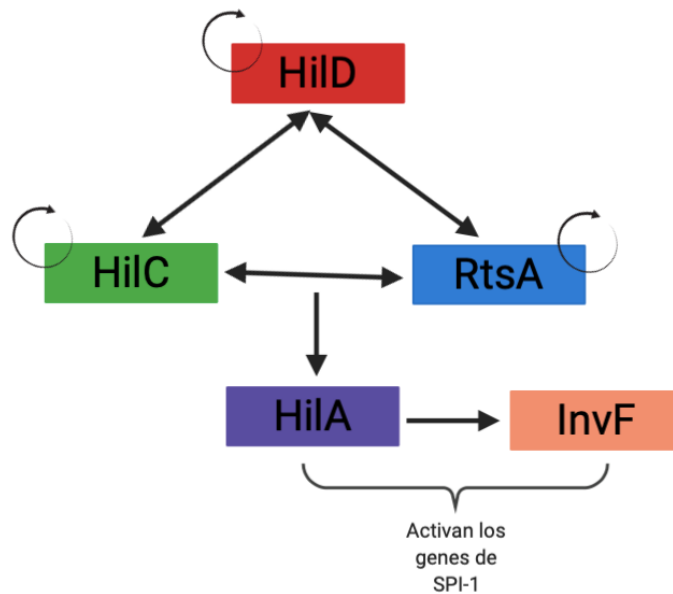 HilD
HilC
RtsA
HilA
InvF
Activan los
genes de
SPI-1